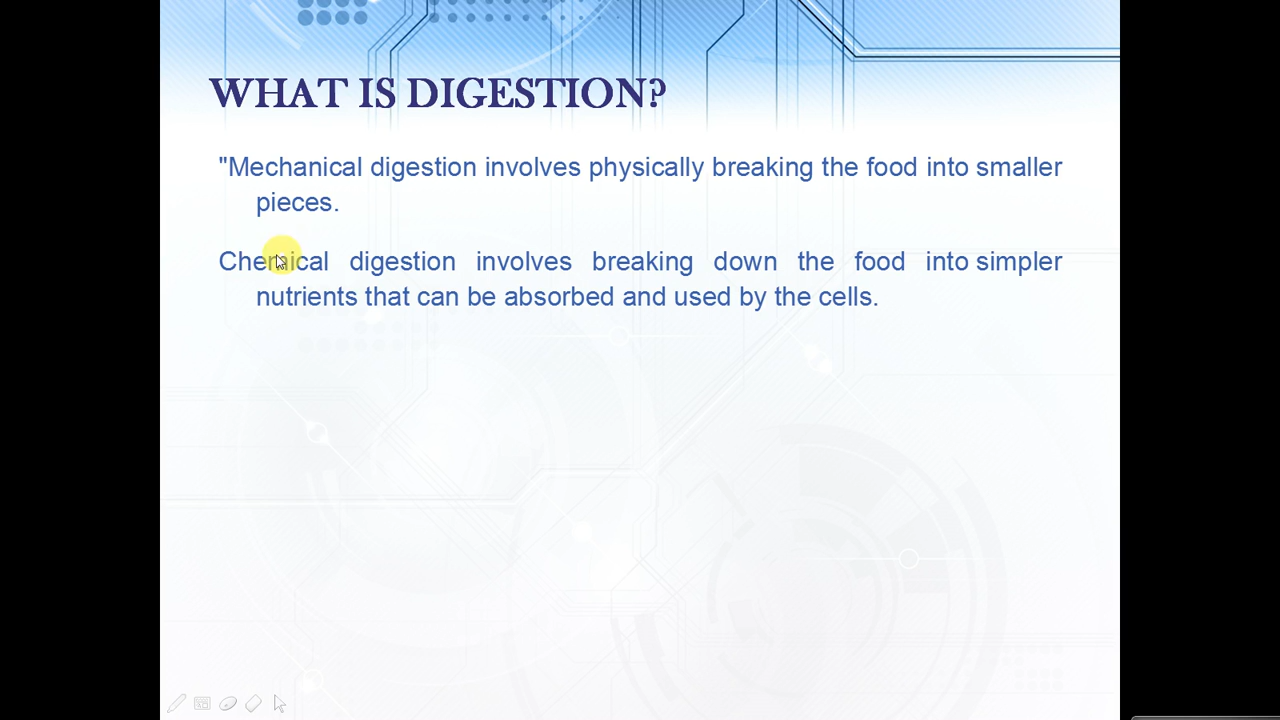 WHAT IS DIGESTION?
"Mechanical digestion involves physically breaking the food into smaller
pieces.
Chemical digestion involves breaking down the food into simpler
nutrients that can be absorbed and used by the cells.